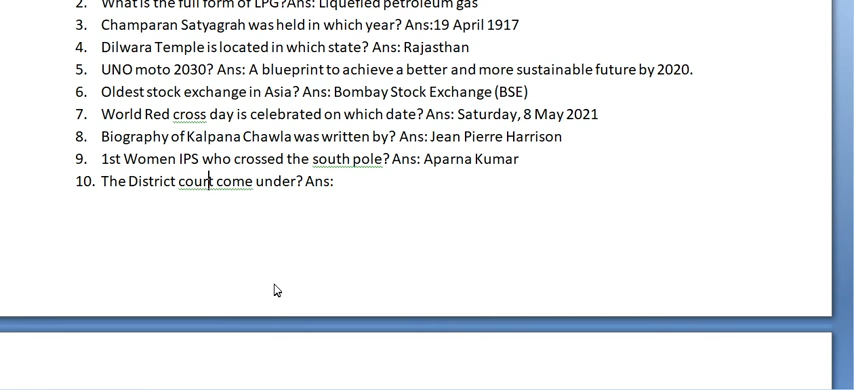 2. What is the full form of LPG?Ans: Liquefied petroleum gas
3. Champaran Satyagrah was held in which year? Ans:19 April 1917
4. Dilwara Temple is located in which state? Ans: Rajasthan
5. UNO moto 2030? Ans: A blueprint to achieve a better and more sustainable future by 2020.
6. Oldest stock exchange in Asia? Ans: Bombay Stock Exchange (BSE)
7. World Red cross day is celebrated on which date? Ans: Saturday, 8 May 2021
8. Biography of Kalpana Chawla was written by? Ans: Jean Pierre Harrison
9. 1st Women IPS who crossed the south pole? Ans: Aparna Kumar
10. The District court come under? Ans: